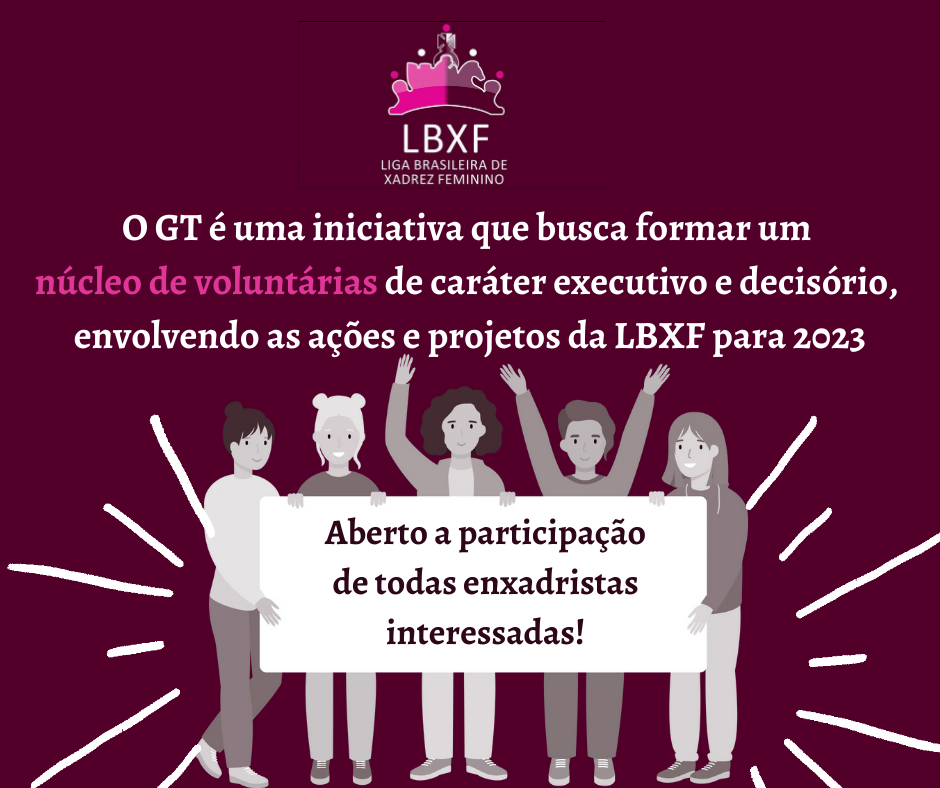 LBXF
LIGA BRASILEIRA DE
XADREZ FEMININO
O GT é uma iniciativa que busca formar um
núcleo de voluntárias de caráter executivo e decisório,
envolvendo as ações e projetos da LBXF para 2023
Aberto a participação
de todas enxadristas
interessadas!